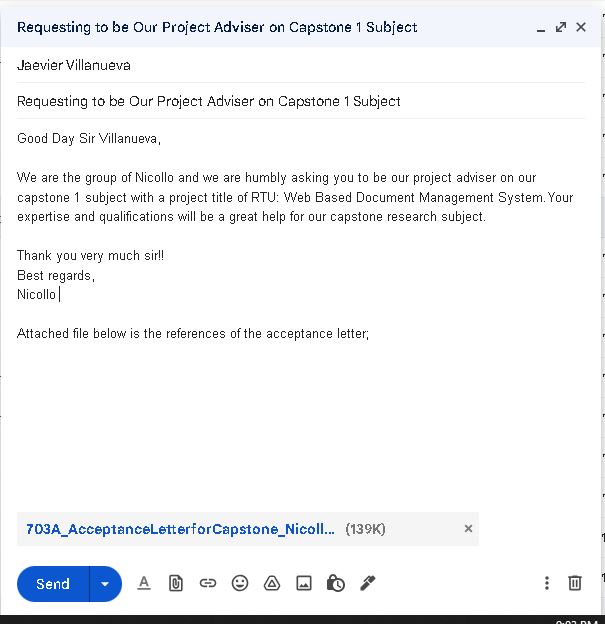 Requesting to be Our Project Adviser on Capstone 1 Subject
Jaevier Villanueva
Requesting to be Our Project Adviser on Capstone 1 Subject
Good Day Sir Villanueva,
We are the group of Nicollo and we are humbly asking you to be our project adviser on our
capstone 1 subject with a project title of RTU: Web Based Document Management System. Your
expertise and qualifications will be a great help for our capstone research subject.
Thank you very much sir!!
Best regards,
Nicollo
Attached file below is the references of the acceptance letter;
703A_AcceptanceLetterforCapstone_Nicoll... (139K)
Send